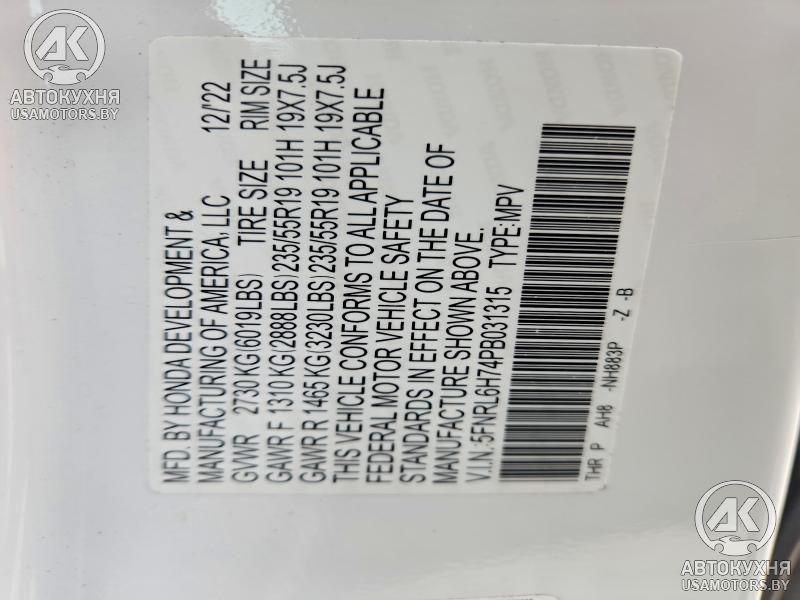 MFD. BY HONDA DEVELOPMENT &
MANUFACTURING OF AMERICA, LLC 12/'22
GVWR 2730 KG (6019LBS) TIRE SIZE RIM SIZE
GAWR F 1310 KG (2888LBS) 235/55R19 101H 19X7.5J
GAWR R 1465 KG (3230LBS) 235/55R19 101H 19X7.5J
THIS VEHICLE CONFORMS TO ALL APPLICABLE
FEDERAL MOTOR VEHICLE SAFETY
STANDARDS IN EFFECT ON THE DATE OF
MANUFACTURE SHOWN ABOVE.
V.I.N.:5FNRL6H74PB031315 TYPE:MPV
THR P AH8 -NH883P -Z -B
АК
АВТОКУХНЯ
USAMOTORS.BY
АК
АВТОКУХНЯ
USAMOTORS.BY